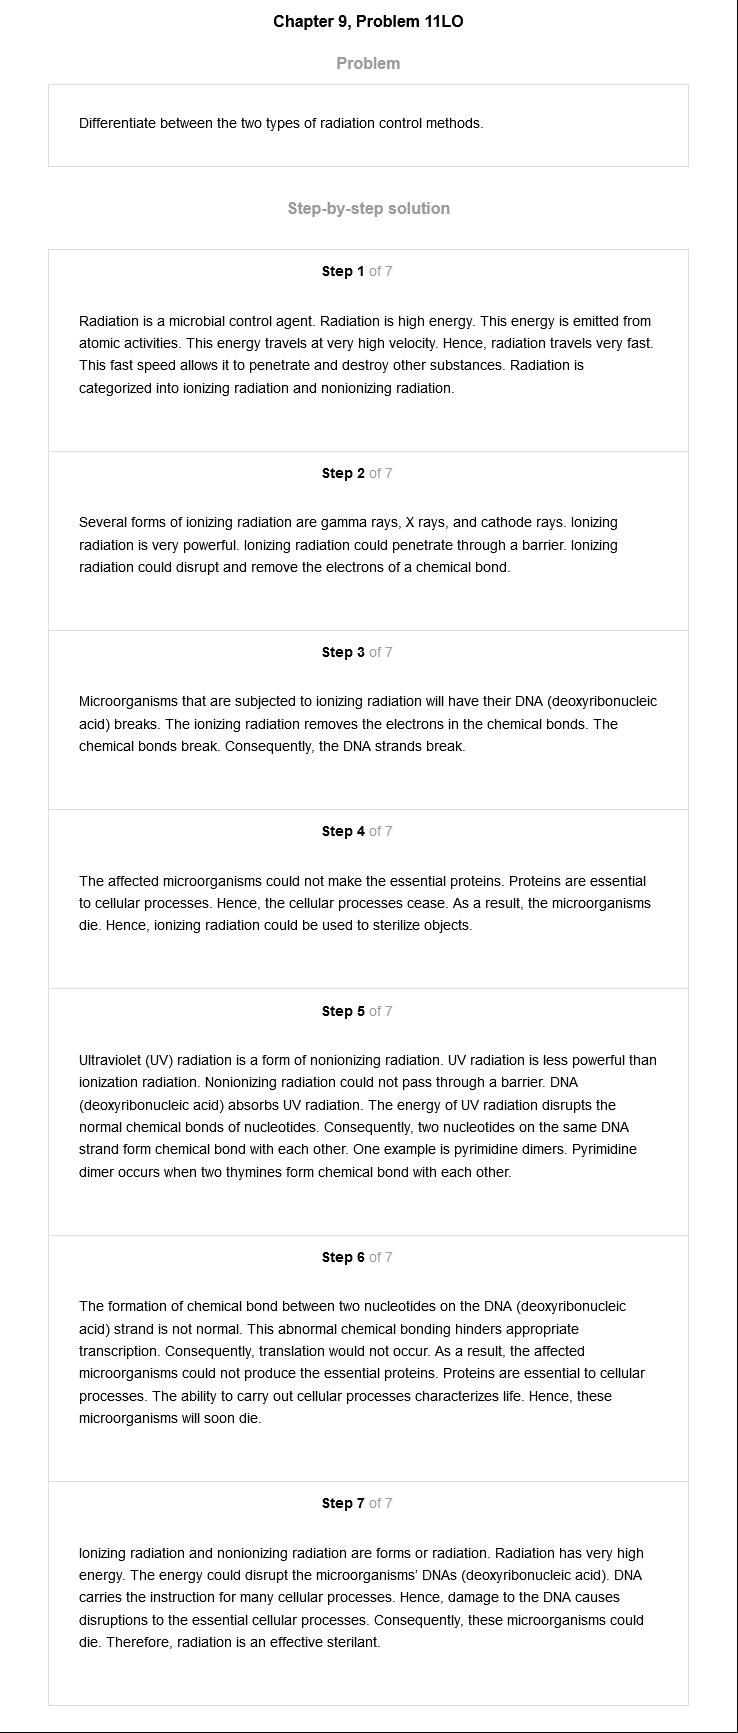 Chapter 9, Problem 11LO
Problem
Differentiate between the two types of radiation control methods.
Step-by-step solution
Step 1 of 7
Radiation is a microbial control agent. Radiation is high energy. This energy is emitted from
atomic activities. This energy travels at very high velocity. Hence, radiation travels very fast.
This fast speed allows it to penetrate and destroy other substances. Radiation is
categorized into ionizing radiation and nonionizing radiation.
Step 2 of 7
Several forms of ionizing radiation are gamma rays, X rays, and cathode rays. Ionizing
radiation is very powerful. Ionizing radiation could penetrate through a barrier. Ionizing
radiation could disrupt and remove the electrons of a chemical bond.
Step 3 of 7
Microorganisms that are subjected to ionizing radiation will have their DNA (deoxyribonucleic
acid) breaks. The ionizing radiation removes the electrons in the chemical bonds. The
chemical bonds break. Consequently, the DNA strands break.
Step 4 of 7
The affected microorganisms could not make the essential proteins. Proteins are essential
to cellular processes. Hence, the cellular processes cease. As a result, the microorganisms
die. Hence, ionizing radiation could be used to sterilize objects.
Step 5 of 7
Ultraviolet (UV) radiation is a form of nonionizing radiation. UV radiation is less powerful than
ionization radiation. Nonionizing radiation could not pass through a barrier. DNA
(deoxyribonucleic acid) absorbs UV radiation. The energy of UV radiation disrupts the
normal chemical bonds of nucleotides. Consequently, two nucleotides on the same DNA
strand form chemical bond with each other. One example is pyrimidine dimers. Pyrimidine
dimer occurs when two thymines form chemical bond with each other.
Step 6 of 7
The formation of chemical bond between two nucleotides on the DNA (deoxyribonucleic
acid) strand is not normal. This abnormal chemical bonding hinders appropriate
transcription. Consequently, translation would not occur. As a result, the affected
microorganisms could not produce the essential proteins. Proteins are essential to cellular
processes. The ability to carry out cellular processes characterizes life. Hence, these
microorganisms will soon die.
Step 7 of 7
Ionizing radiation and nonionizing radiation are forms or radiation. Radiation has very high
energy. The energy could disrupt the microorganisms' DNAs (deoxyribonucleic acid). DNA
carries the instruction for many cellular processes. Hence, damage to the DNA causes
disruptions to the essential cellular processes. Consequently, these microorganisms could
die. Therefore, radiation is an effective sterilant.